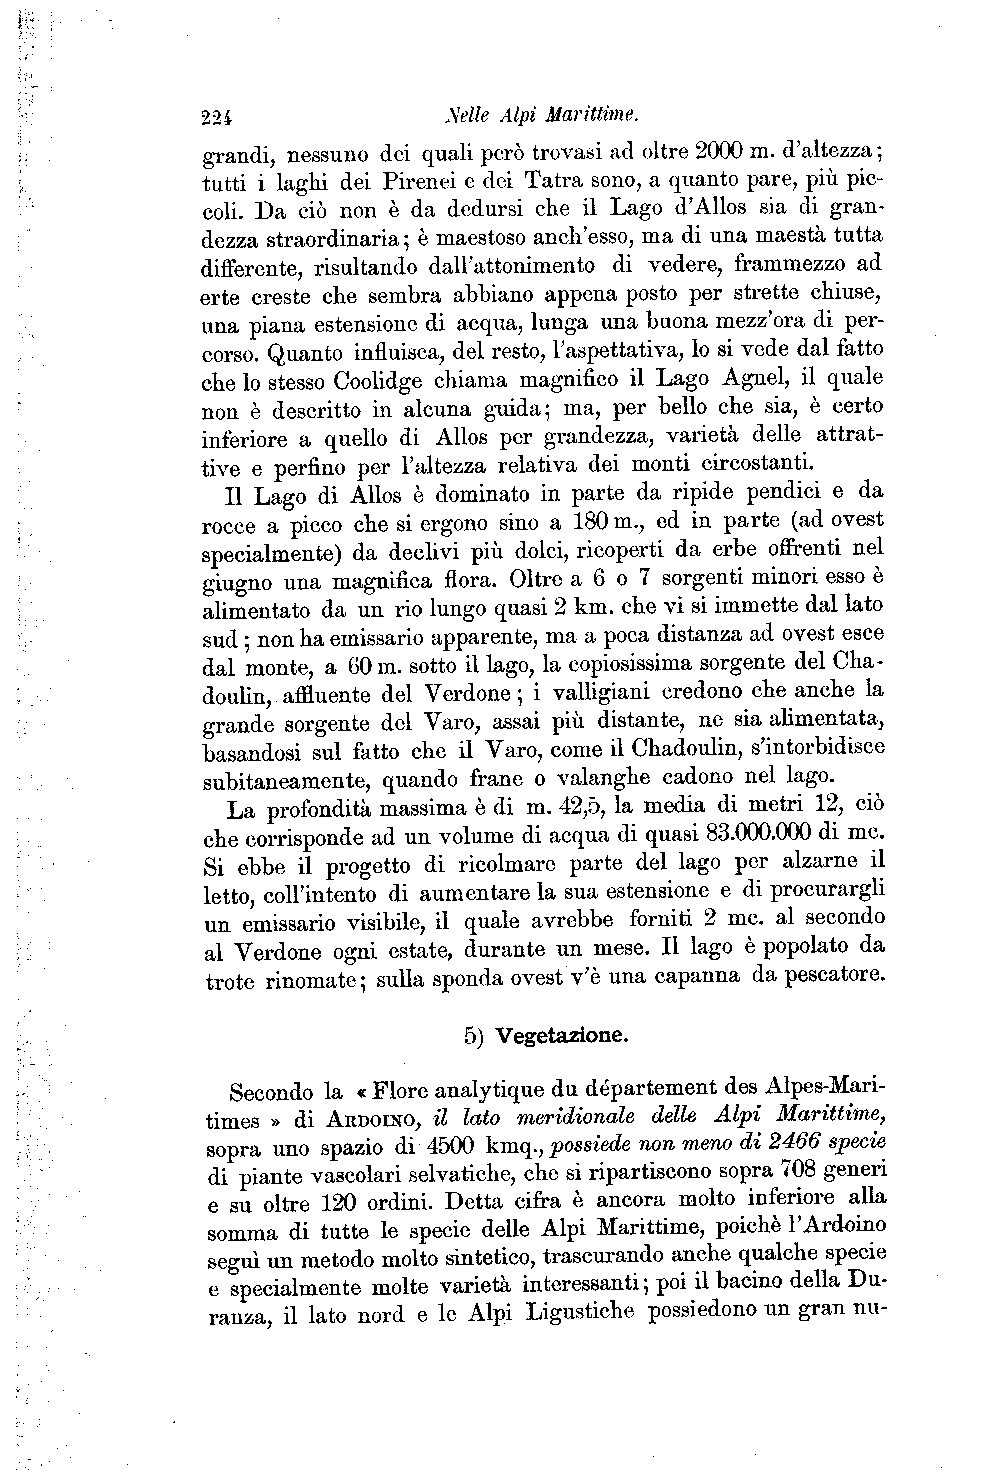 224 Nelle Alpi Marittime.
grandi, nessuno dei quali però trovasi ad oltre 2000 m. d'altezza;
tutti i laghi dei Pirenei e dei Tatra sono, a quanto pare, più pic-
coli. Da ciò non è da dedursi che il Lago d'Allos sia di gran-
dezza straordinaria; è maestoso anch'esso, ma di una maestà tutta
differente, risultando dall'attonimento di vedere, frammezzo ad
erte creste che sembra abbiano appena posto per strette chiuse,
una piana estensione di acqua, lunga una buona mezz'ora di per-
corso. Quanto influisca, del resto, l'aspettativa, lo si vede dal fatto
che lo stesso Coolidge chiama magnifico il Lago Agnel, il quale
non è descritto in alcuna guida; ma, per bello che sia, è certo
inferiore a quello di Allos per grandezza, varietà delle attrat-
tive e perfino per l'altezza relativa dei monti circostanti.
Il Lago di Allos è dominato in parte da ripide pendici e da
rocce a picco che si ergono sino a 180 m., ed in parte (ad ovest
specialmente) da declivi più dolci, ricoperti da erbe offrenti nel
giugno una magnifica flora. Oltre a 6 o 7 sorgenti minori esso è
alimentato da un rio lungo quasi 2 km. che vi si immette dal lato
sud; non ha emissario apparente, ma a poca distanza ad ovest esce
dal monte, a 60 m. sotto il lago, la copiosissima sorgente del Cha-
doulin, affluente del Verdone; i valligiani credono che anche la
grande sorgente del Varo, assai più distante, ne sia alimentata,
basandosi sul fatto che il Varo, come il Chadoulin, s'intorbidisce
subitaneamente, quando frane o valanghe cadono nel lago.
La profondità massima è di m. 42,5, la media di metri 12, ciò
che corrisponde ad un volume di acqua di quasi 83.000.000 di mc.
Si ebbe il progetto di ricolmare parte del lago per alzarne il
letto, coll'intento di aumentare la sua estensione e di procurargli
un emissario visibile, il quale avrebbe forniti 2 mc. al secondo
al Verdone ogni estate, durante un mese. Il lago è popolato da
trote rinomate; sulla sponda ovest v'è una capanna da pescatore.
5) Vegetazione.
Secondo la « Flore analytique du département des Alpes-Mari-
times » di ARDOINO, il lato meridionale delle Alpi Marittime,
sopra uno spazio di 4500 kmq., possiede non meno di 2466 specie
di piante vascolari selvatiche, che si ripartiscono sopra 708 generi
e su oltre 120 ordini. Detta cifra è ancora molto inferiore alla
somma di tutte le specie delle Alpi Marittime, poichè l'Ardoino
seguì un metodo molto sintetico, trascurando anche qualche specie
e specialmente molte varietà interessanti; poi il bacino della Du-
ranza, il lato nord e le Alpi Ligustiche possiedono un gran nu-